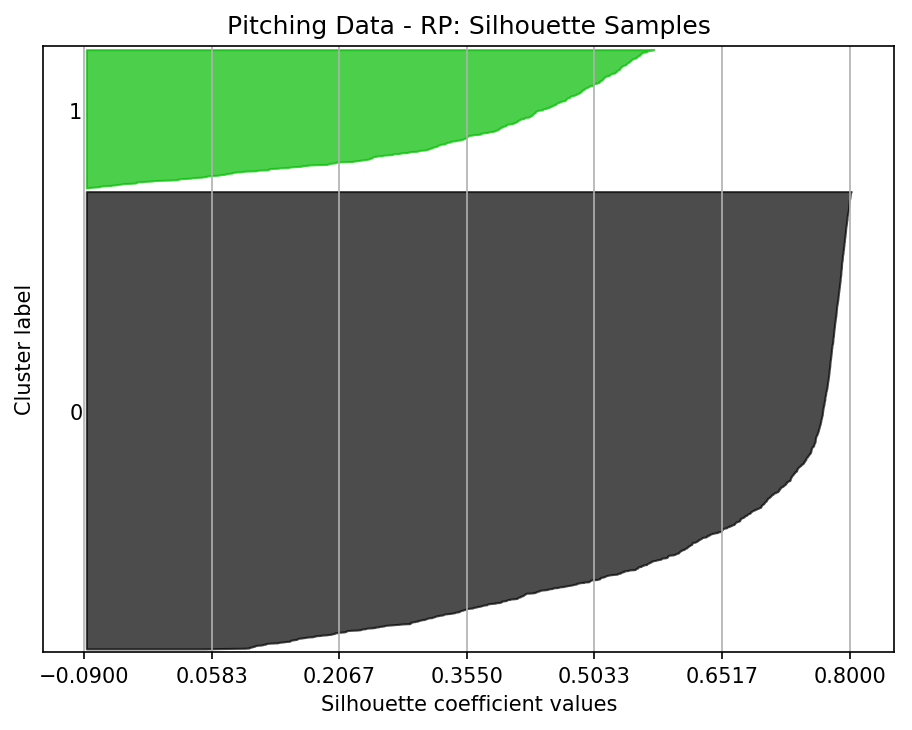 Pitching Data - RP: Silhouette Samples
1
0
Cluster label
−0.0900 0.0583 0.2067 0.3550 0.5033 0.6517 0.8000
Silhouette coefficient values